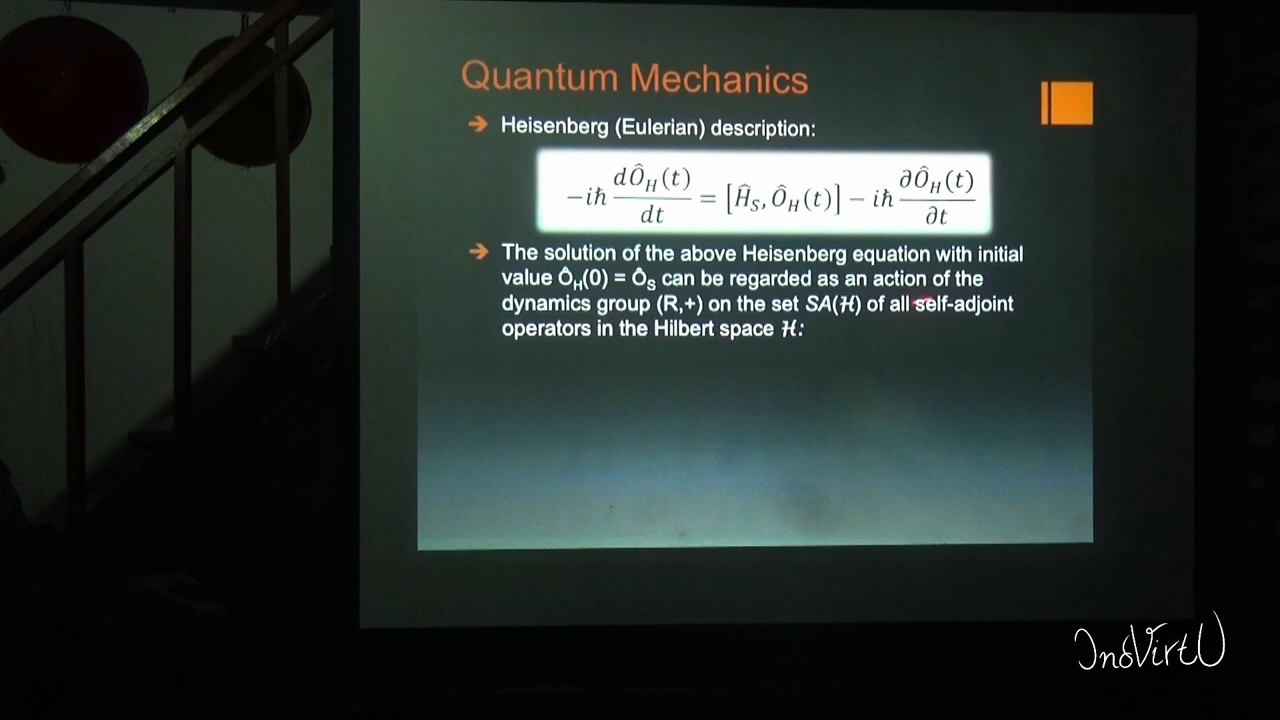 Quantum Mechanics
→ Heisenberg (Eulerian) description:
−iħ dÔ_H(t)/dt = [Ĥ_S, Ô_H(t)] − iħ ∂Ô_H(t)/∂t
→ The solution of the above Heisenberg equation with initial
value Ô_H(0) = Ô_S can be regarded as an action of the
dynamics group (R,+) on the set SA(ℋ) of all self-adjoint
operators in the Hilbert space ℋ:
InoVirtU